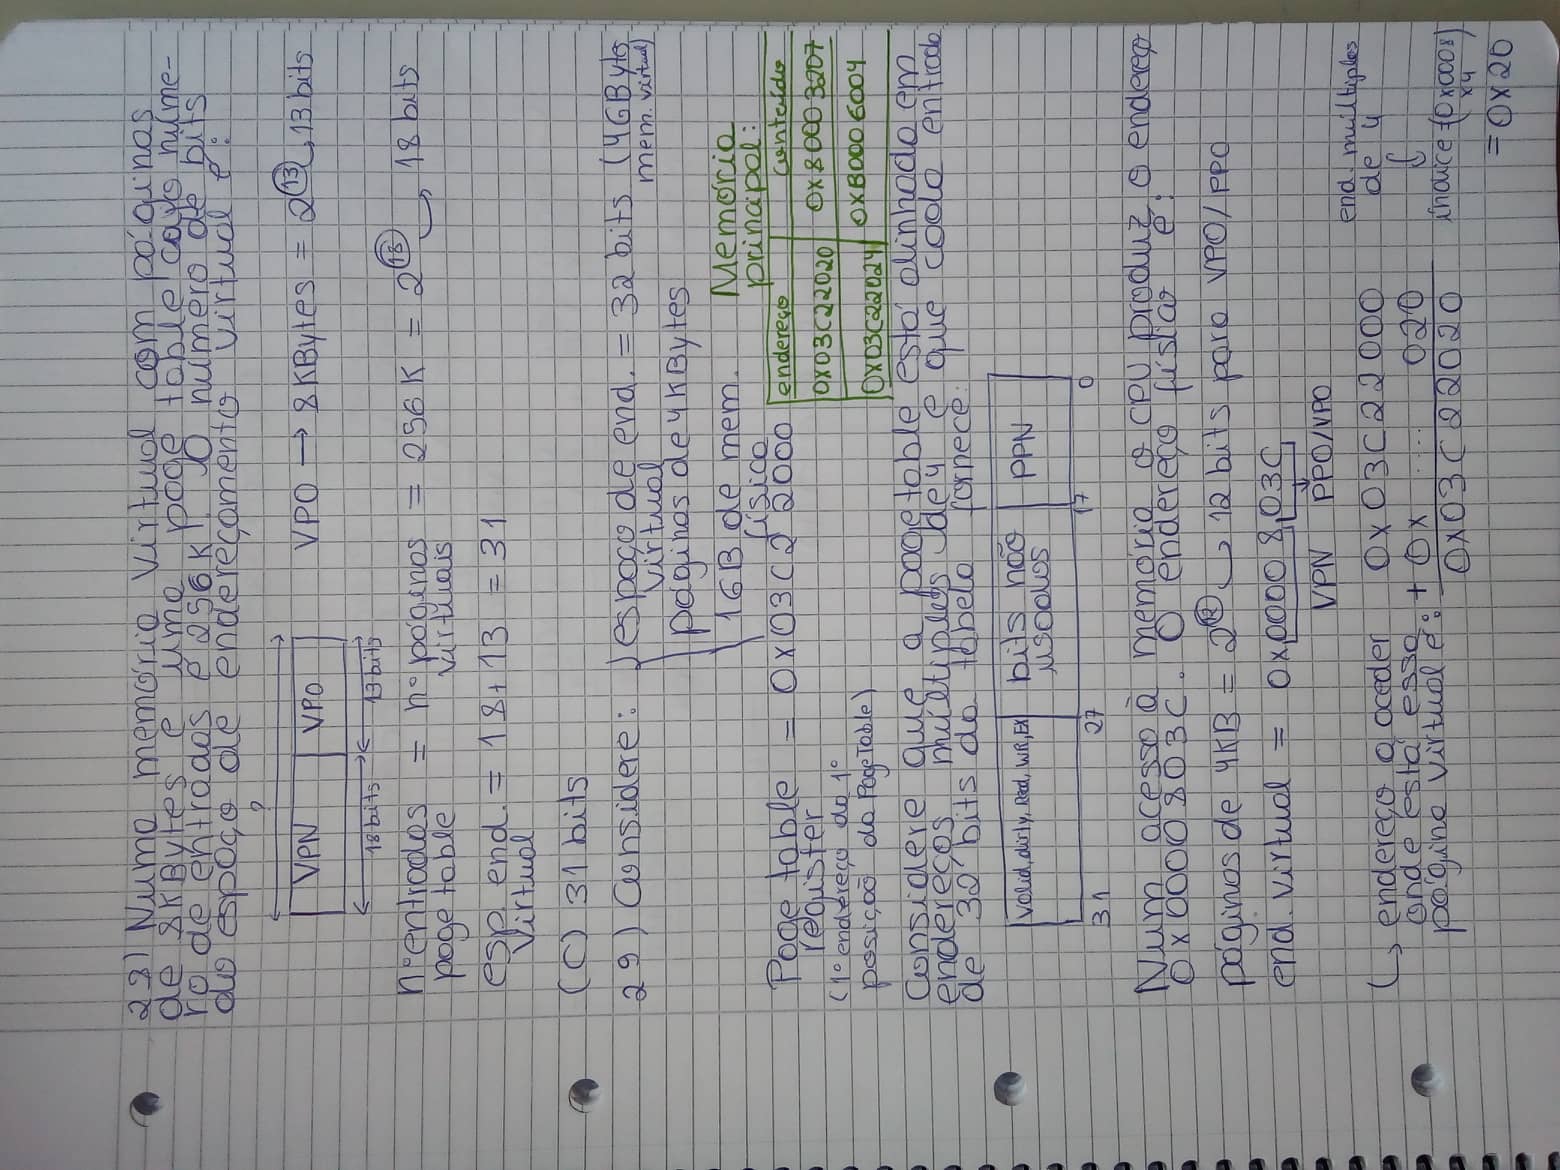 28) Numa memória virtual com páginas
de 8KBytes e uma page table cujo núme-
ro de entradas é 256K. O número de bits
do espaço de endereçamento virtual é:
?
VPN VPO VPO → 8KBytes = 2^13 ↳ 13 bits
18 bits 13 bits
nº entradas = nº páginas = 256K = 2^18 ↳ 18 bits
page table virtuais
esp. end. = 18 + 13 = 31
virtual
(C) 31 bits
29) Considere: espaço de end. = 32 bits (4GBytes
virtual mem. virtual)
páginas de 4KBytes
1GB de mem. Memória
física principal:
Page table = 0x03C22000 endereço conteúdo
register 0x03C22020 0x80003207
(1º endereço da 1º
posição da PageTable) 0x03C22024 0xB0006004
Considere que a pagetable está alinhada em
endereços múltiplos de 4 e que cada entrada
de 32 bits da tabela fornece:
Valid, dirty, Read, WR, EX bits não PPN
usados
31 27 17 0
Num acesso à memória o CPU produz o endereço
0x0000803C. O endereço físico é:
páginas de 4KB = 2^12 ↳ 12 bits para VPO/PPO
end. virtual = 0x00008 03C
VPN PPO/VPO
end. múltiplos
↳ endereço a aceder 0x03C22000 de 4
onde está essa + 0x ... 020
página virtual é: 0x03C22020 índice (0x0008)
x4
= 0x20